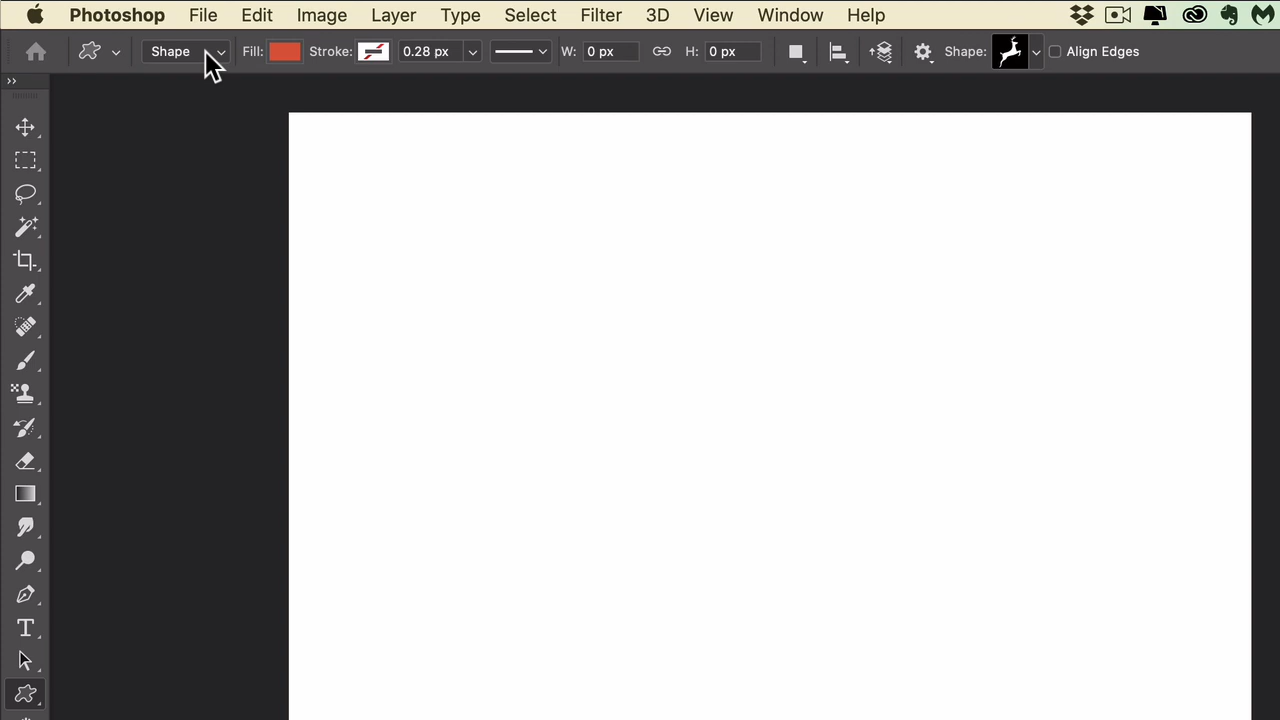 Photoshop File Edit Image Layer Type Select Filter 3D View Window Help
Shape Fill: Stroke: 0.28 px W: 0 px H: 0 px Shape: Align Edges